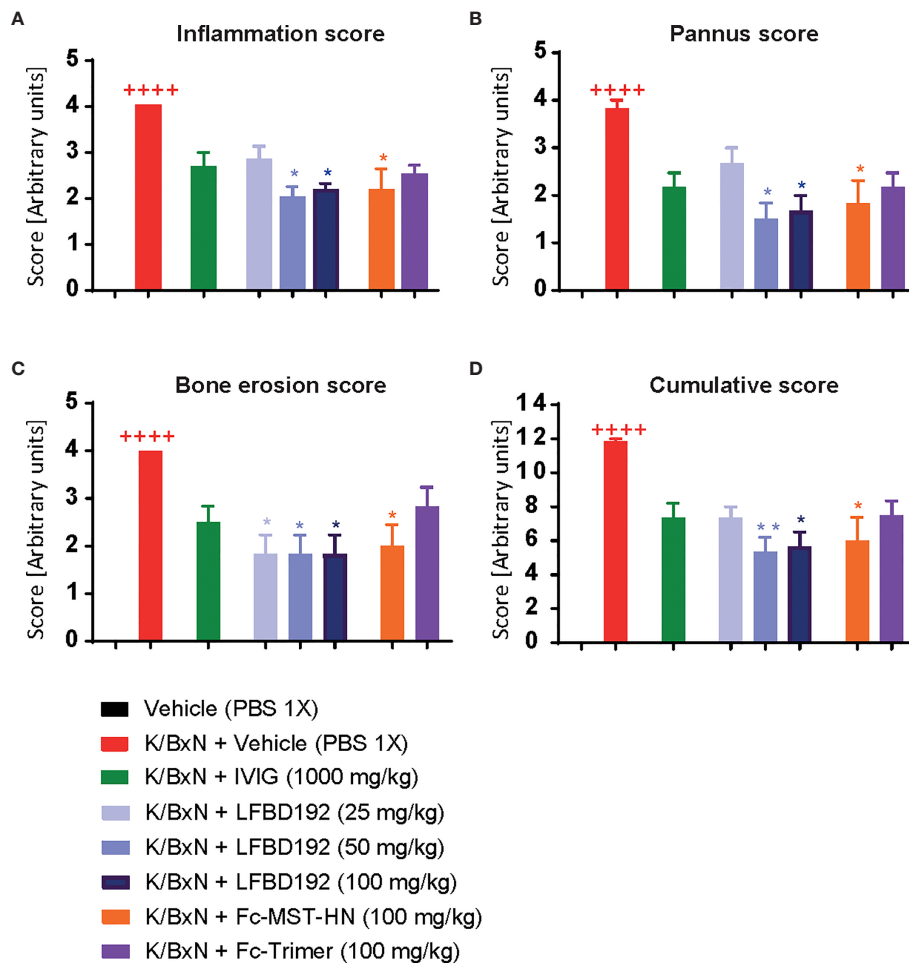 A
Inflammation score
Score [Arbitrary units]
5
4
3
2
1
0
++++
*
*
*
B
Pannus score
Score [Arbitrary units]
5
4
3
2
1
0
++++
*
*
*
C
Bone erosion score
Score [Arbitrary units]
5
4
3
2
1
0
++++
*
*
*
*
D
Cumulative score
Score [Arbitrary units]
14
12
10
8
6
4
2
0
++++
**
*
*
Vehicle (PBS 1X)
K/BxN + Vehicle (PBS 1X)
K/BxN + IVIG (1000 mg/kg)
K/BxN + LFBD192 (25 mg/kg)
K/BxN + LFBD192 (50 mg/kg)
K/BxN + LFBD192 (100 mg/kg)
K/BxN + Fc-MST-HN (100 mg/kg)
K/BxN + Fc-Trimer (100 mg/kg)